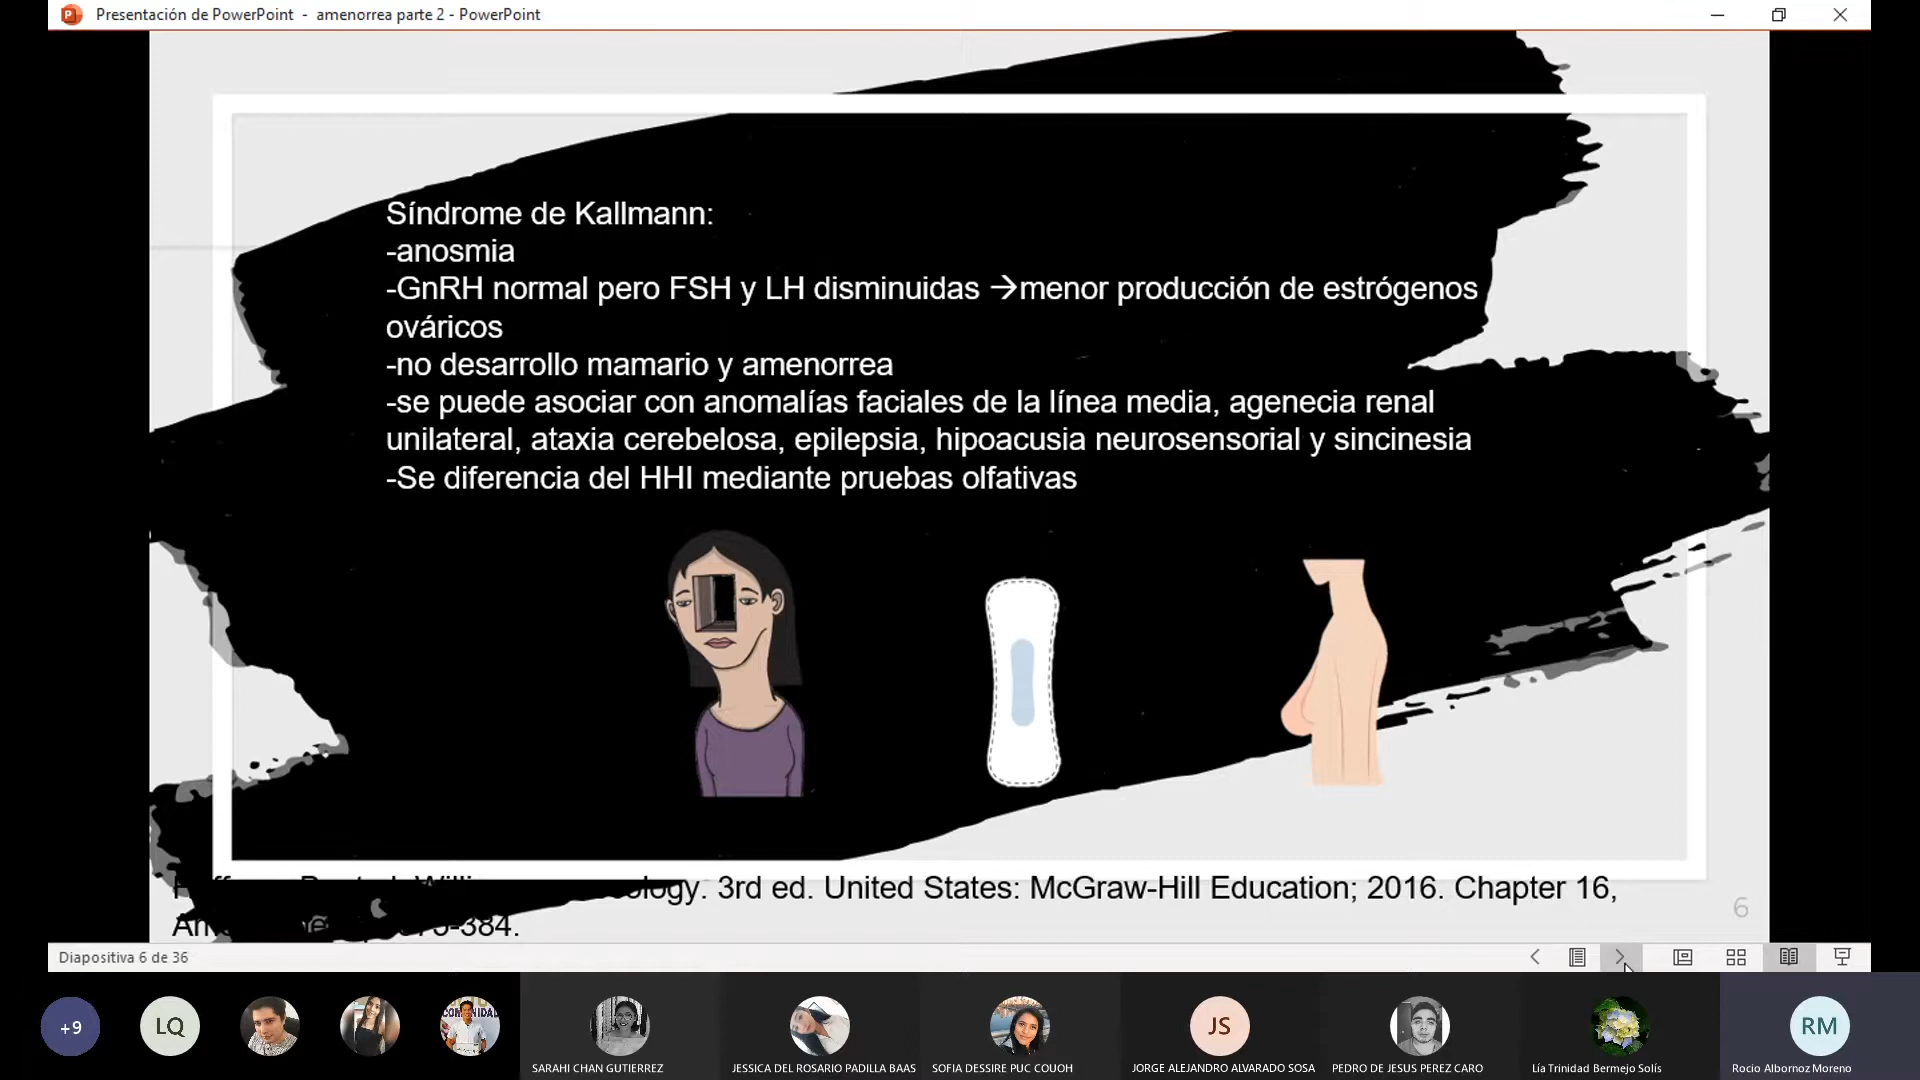 Presentación de PowerPoint - amenorrea parte 2 - PowerPoint
Síndrome de Kallmann:
-anosmia
-GnRH normal pero FSH y LH disminuidas →menor producción de estrógenos
ováricos
-no desarrollo mamario y amenorrea
-se puede asociar con anomalías faciales de la línea media, agenecia renal
unilateral, ataxia cerebelosa, epilepsia, hipoacusia neurosensorial y sincinesia
-Se diferencia del HHI mediante pruebas olfativas
3rd ed. United States: McGraw-Hill Education; 2016. Chapter 16,
-384.
6
Diapositiva 6 de 36
+9
LQ
JS
RM
SARAHI CHAN GUTIERREZ
JESSICA DEL ROSARIO PADILLA BAAS
SOFIA DESSIRE PUC COUOH
JORGE ALEJANDRO ALVARADO SOSA
PEDRO DE JESUS PEREZ CARO
Lía Trinidad Bermejo Solís
Rocio Albornoz Moreno